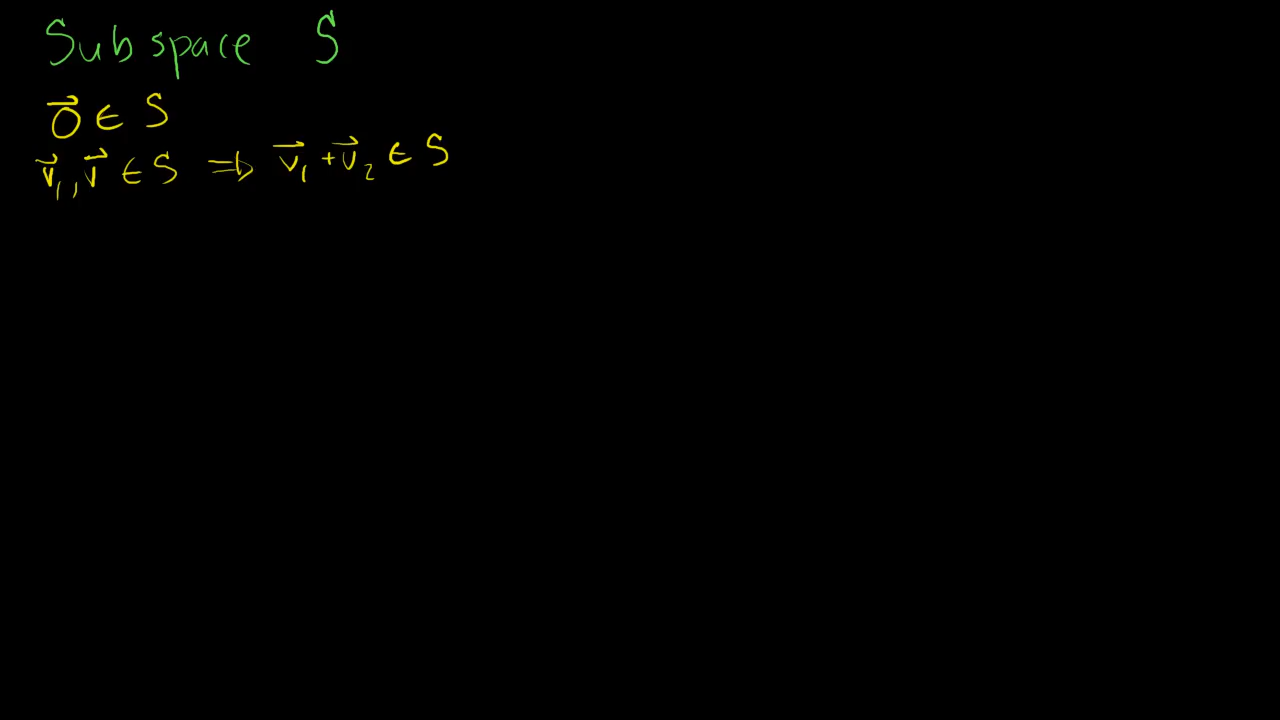 Subspace S
0⃗ ∈ S
v⃗₁, v⃗ ∈ S ⇒ v⃗₁ + v⃗₂ ∈ S